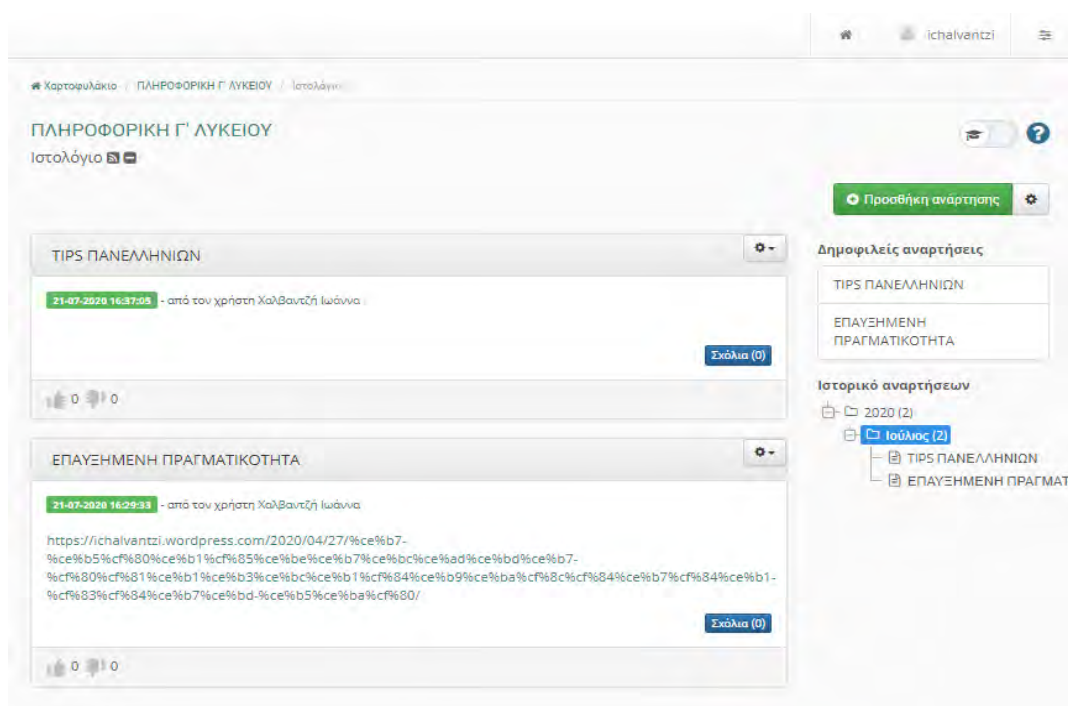 ichalvantzi
Χαρτοφυλάκιο / ΠΛΗΡΟΦΟΡΙΚΗ Γ' ΛΥΚΕΙΟΥ / Ιστολόγιο
ΠΛΗΡΟΦΟΡΙΚΗ Γ' ΛΥΚΕΙΟΥ
Ιστολόγιο
Προσθήκη ανάρτησης
TIPS ΠΑΝΕΛΛΗΝΙΩΝ
21-07-2020 16:37:05 - από τον χρήστη Χαλβαντζή Ιωάννα
Σχόλια (0)
0 0
ΕΠΑΥΞΗΜΕΝΗ ΠΡΑΓΜΑΤΙΚΟΤΗΤΑ
21-07-2020 16:29:33 - από τον χρήστη Χαλβαντζή Ιωάννα
https://ichalvantzi.wordpress.com/2020/04/27/%ce%b7-
%ce%b5%cf%80%ce%b1%cf%85%ce%be%ce%b7%ce%bc%ce%ad%ce%bd%ce%b7-
%cf%80%cf%81%ce%b1%ce%b3%ce%bc%ce%b1%cf%84%ce%b9%ce%ba%cf%8c%cf%84%ce%b7%cf%84%ce%b1-
%cf%83%cf%84%ce%b7%ce%bd-%ce%b5%ce%ba%cf%80/
Σχόλια (0)
0 0
Δημοφιλείς αναρτήσεις
TIPS ΠΑΝΕΛΛΗΝΙΩΝ
ΕΠΑΥΞΗΜΕΝΗ
ΠΡΑΓΜΑΤΙΚΟΤΗΤΑ
Ιστορικό αναρτήσεων
2020 (2)
Ιούλιος (2)
TIPS ΠΑΝΕΛΛΗΝΙΩΝ
ΕΠΑΥΞΗΜΕΝΗ ΠΡΑΓΜΑΤ